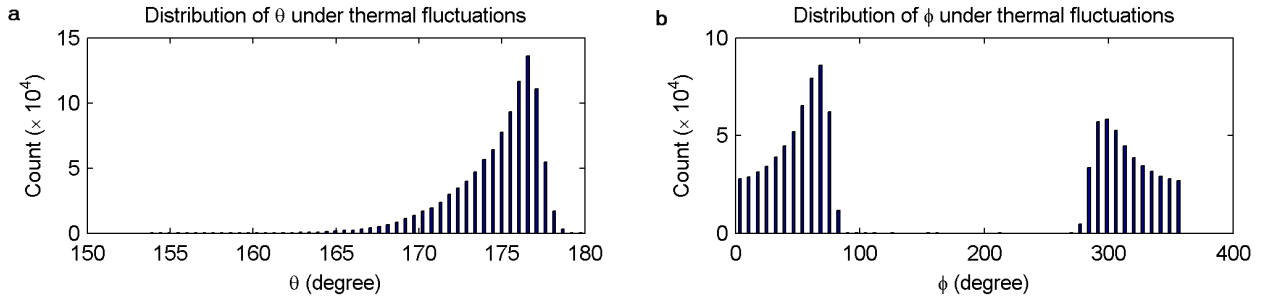 a
Distribution of θ under thermal fluctuations
15
10
5
0
Count (× 10⁴)
150
155
160
165
170
175
180
θ (degree)
b
Distribution of ϕ under thermal fluctuations
10
5
0
Count (× 10⁴)
0
100
200
300
400
ϕ (degree)